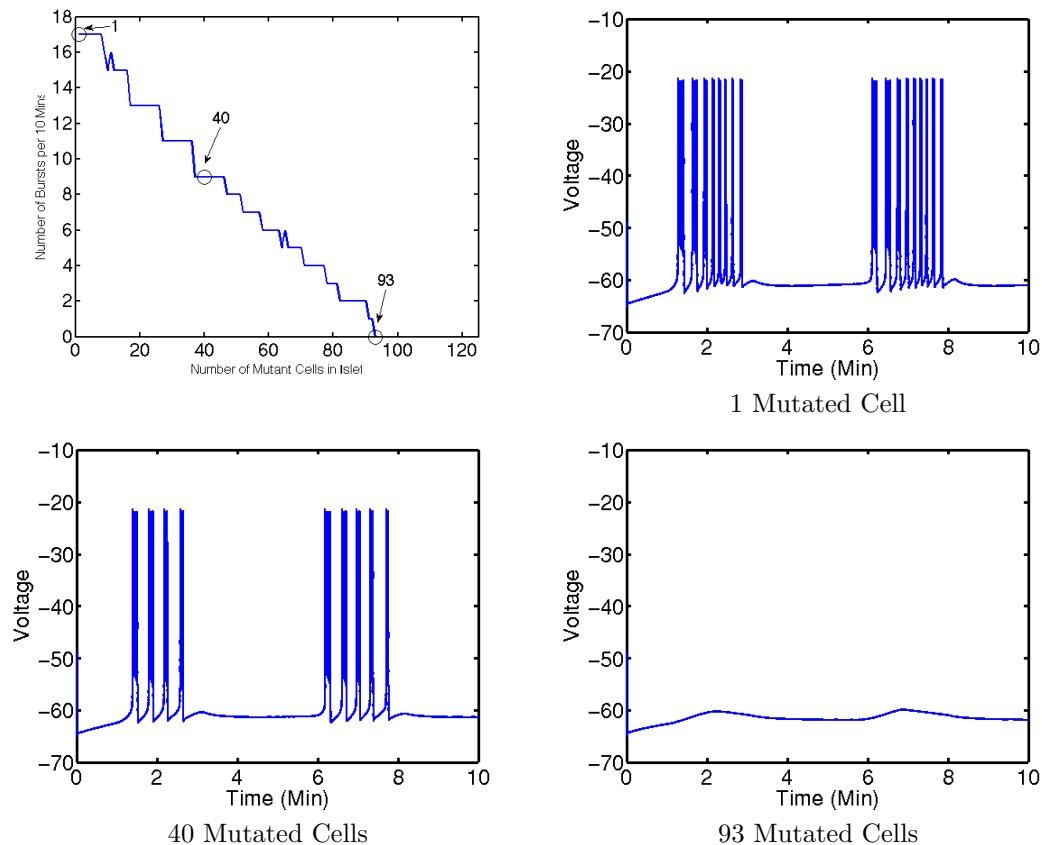 18
16
14
12
10
8
6
4
2
0
Number of Bursts per 10 Mins
1
40
93
0 20 40 60 80 100 120
Number of Mutant Cells in Islet
−10
−20
−30
−40
−50
−60
−70
Voltage
0 2 4 6 8 10
Time (Min)
1 Mutated Cell
−10
−20
−30
−40
−50
−60
−70
Voltage
0 2 4 6 8 10
Time (Min)
40 Mutated Cells
−10
−20
−30
−40
−50
−60
−70
Voltage
0 2 4 6 8 10
Time (Min)
93 Mutated Cells